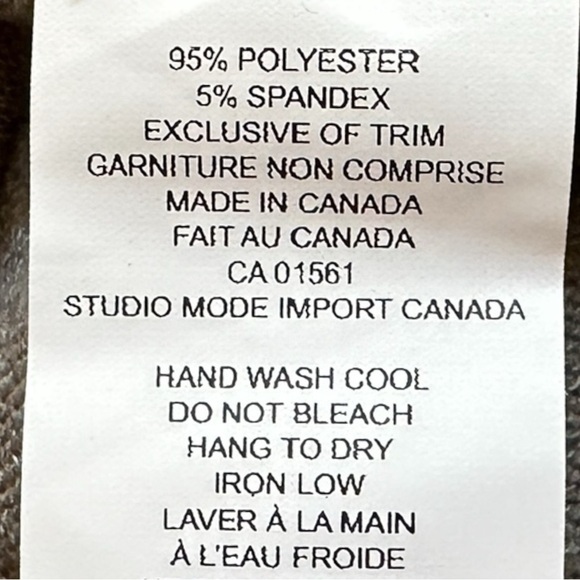 95% POLYESTER
5% SPANDEX
EXCLUSIVE OF TRIM
GARNITURE NON COMPRISE
MADE IN CANADA
FAIT AU CANADA
CA 01561
STUDIO MODE IMPORT CANADA
HAND WASH COOL
DO NOT BLEACH
HANG TO DRY
IRON LOW
LAVER À LA MAIN
À L'EAU FROIDE